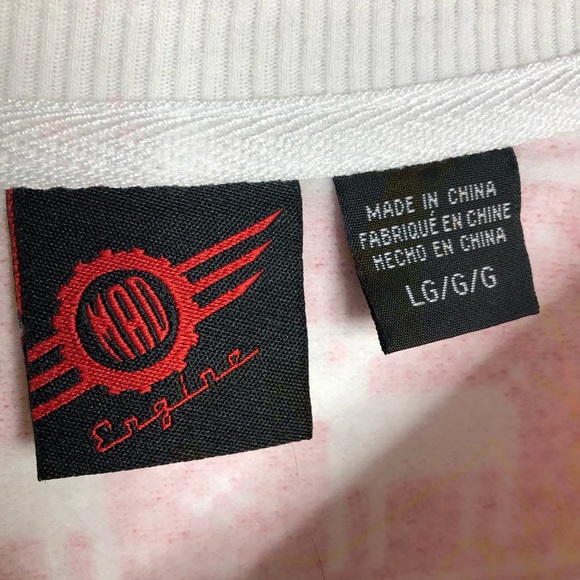 MAD
Engine
MADE IN CHINA
FABRIQUÉ EN CHINE
HECHO EN CHINA
LG/G/G